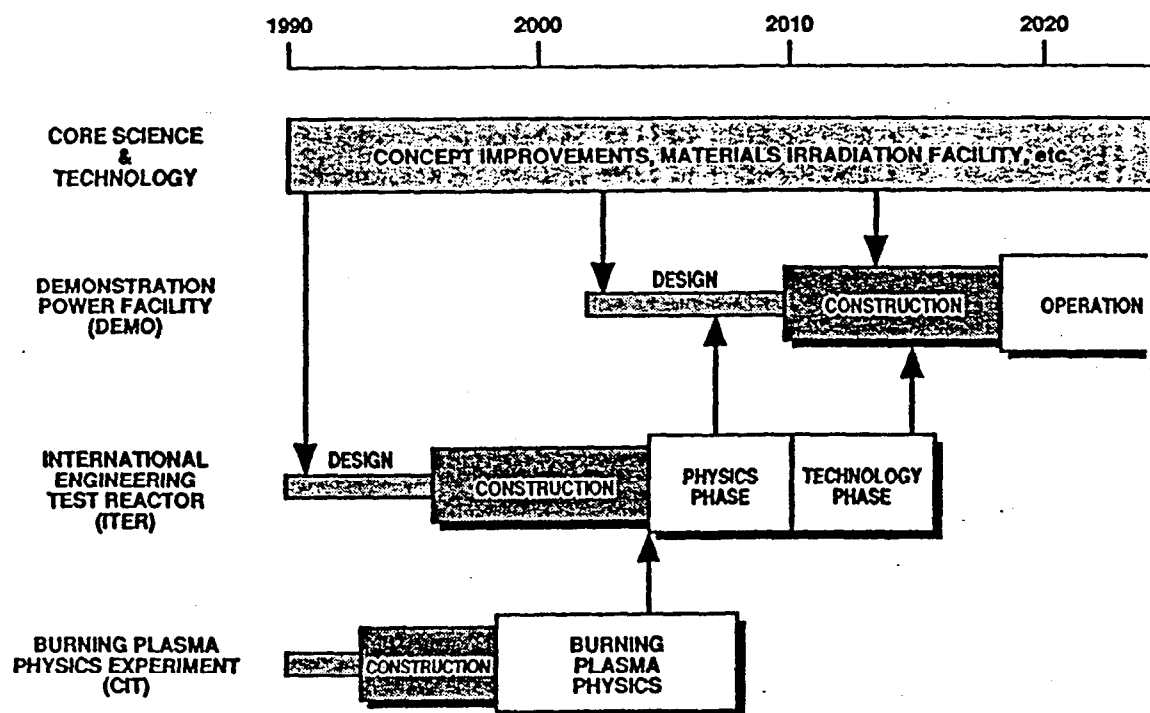 1990 2000 2010 2020
CORE SCIENCE
&
TECHNOLOGY
CONCEPT IMPROVEMENTS, MATERIALS IRRADIATION FACILITY, etc
DEMONSTRATION
POWER FACILITY
(DEMO)
DESIGN
CONSTRUCTION
OPERATION
INTERNATIONAL
ENGINEERING
TEST REACTOR
(ITER)
DESIGN
CONSTRUCTION
PHYSICS
PHASE
TECHNOLOGY
PHASE
BURNING PLASMA
PHYSICS EXPERIMENT
(CIT)
CONSTRUCTION
BURNING
PLASMA
PHYSICS